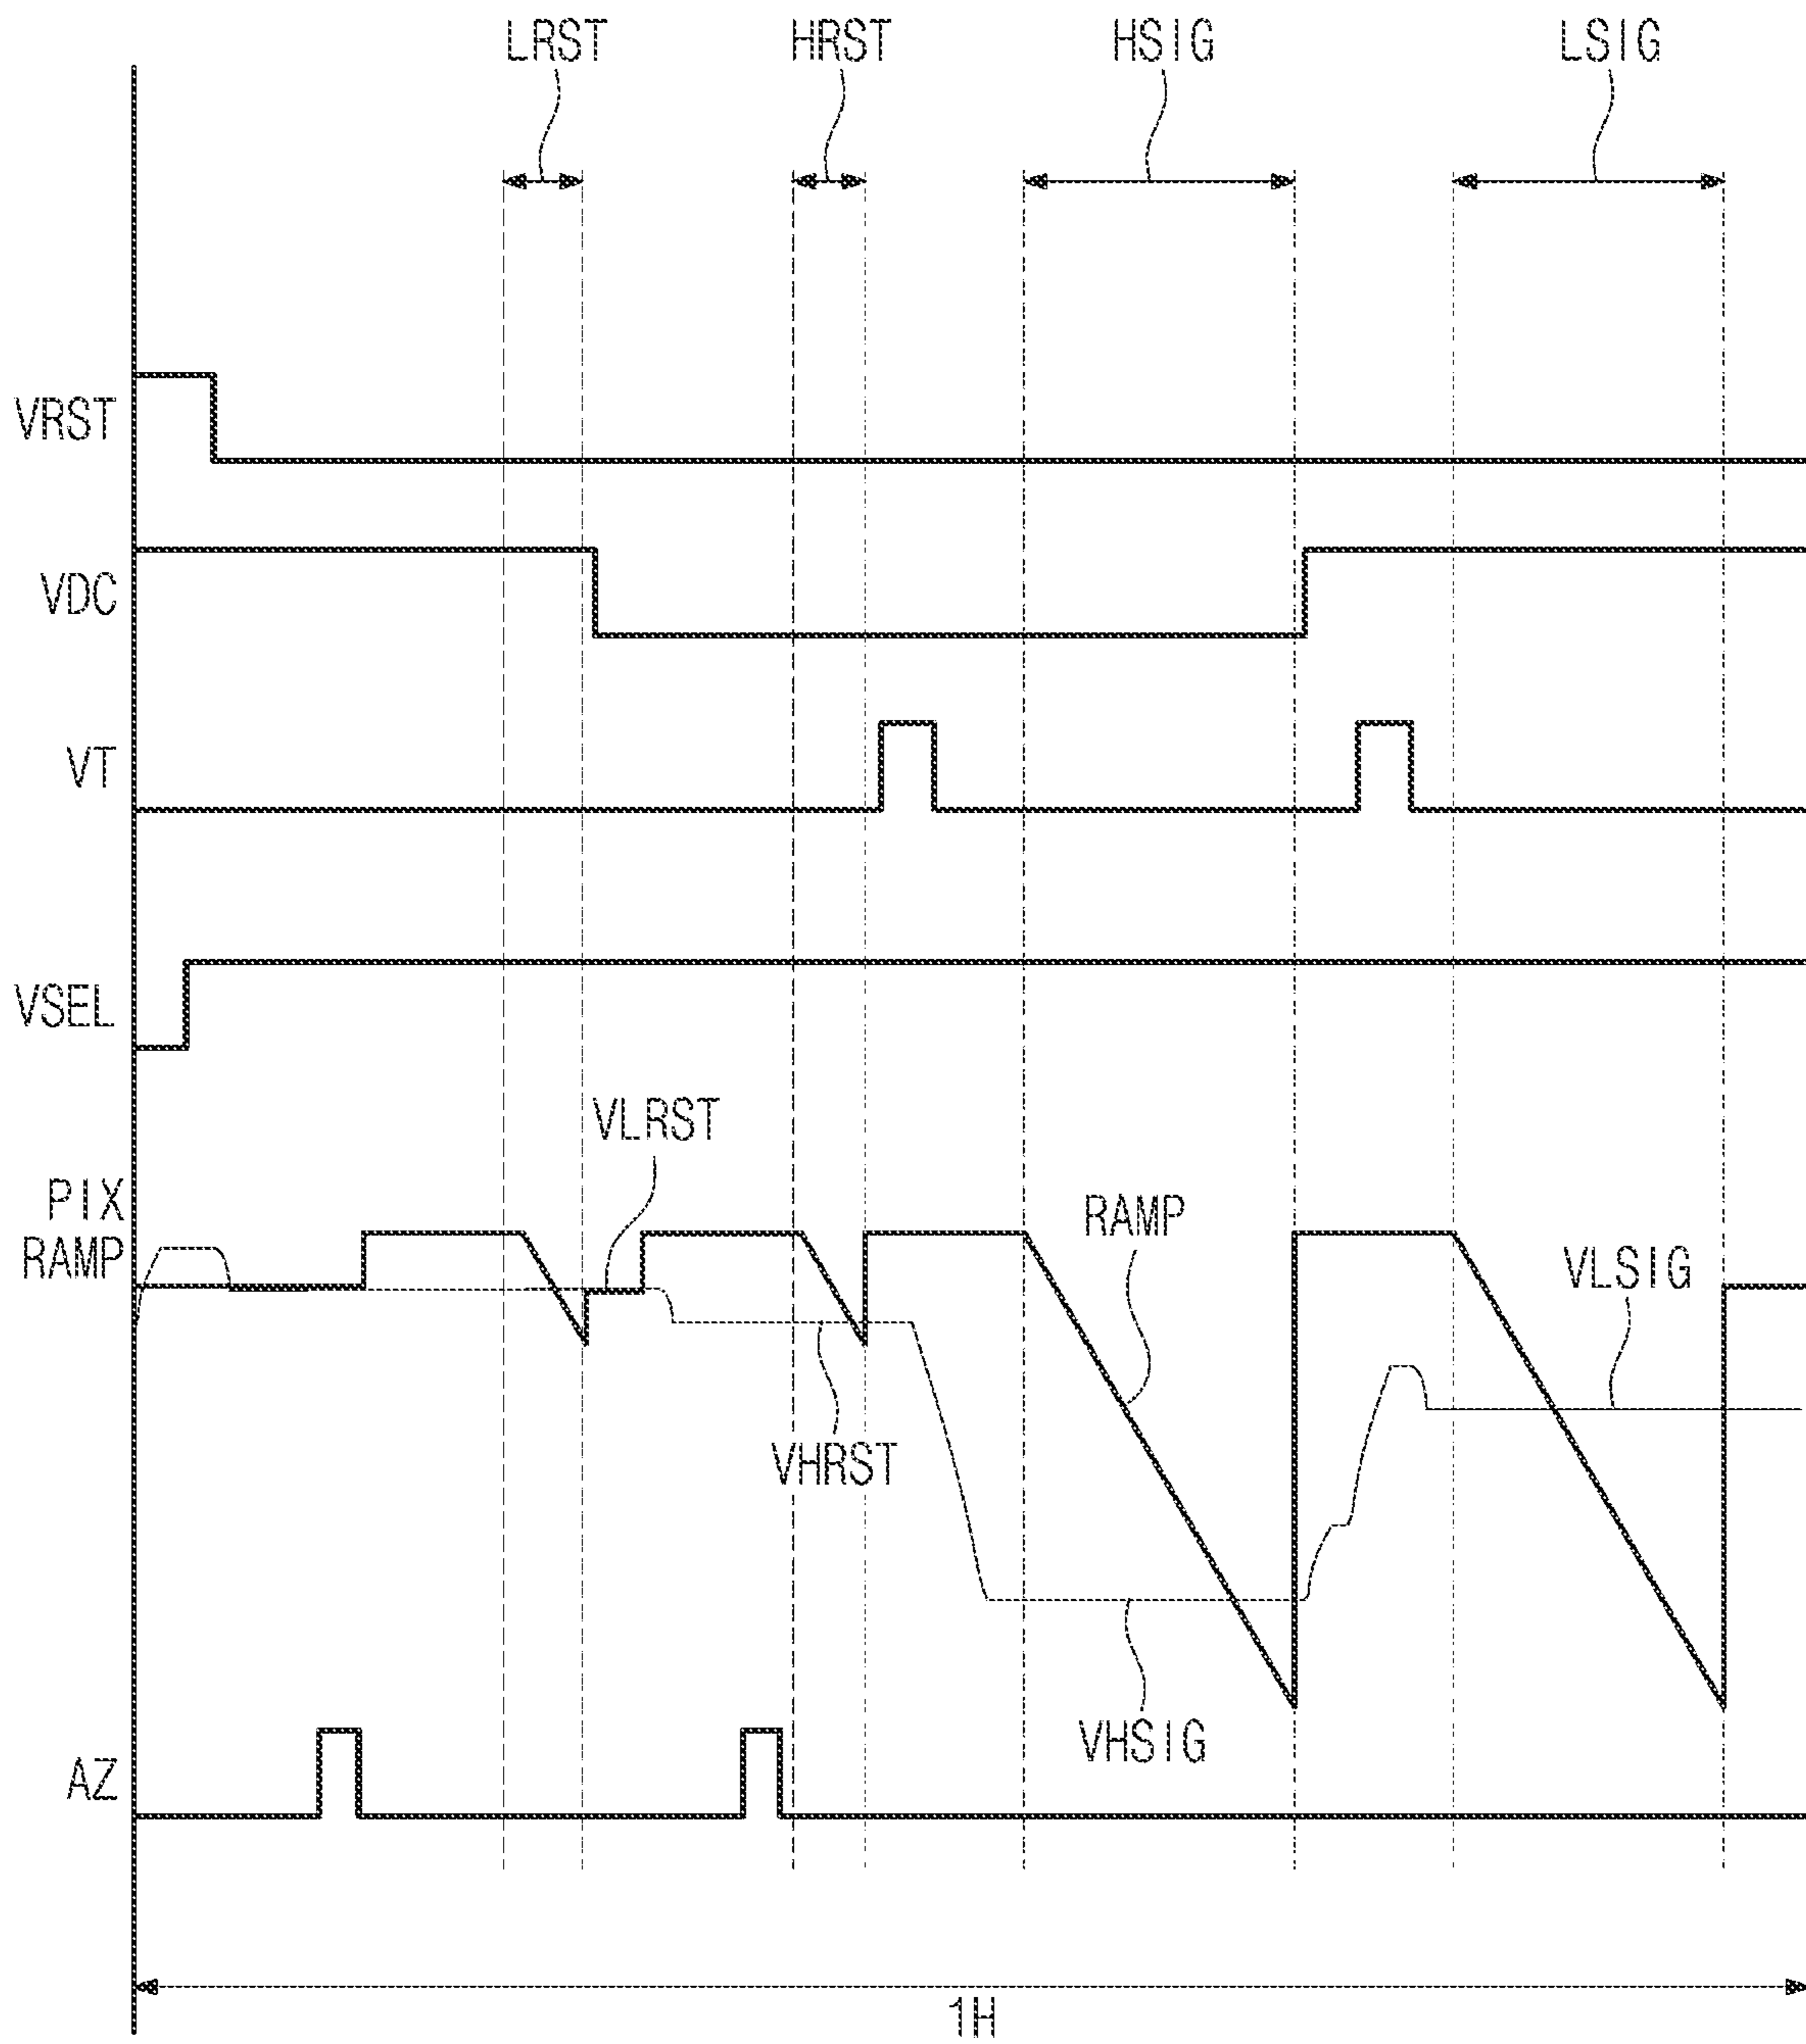 LRST HRST HSIG LSIG
VRST
VDC
VT
VSEL
VLRST
PIX
RAMP
RAMP
VLSIG
VHRST
VHSIG
AZ
1H